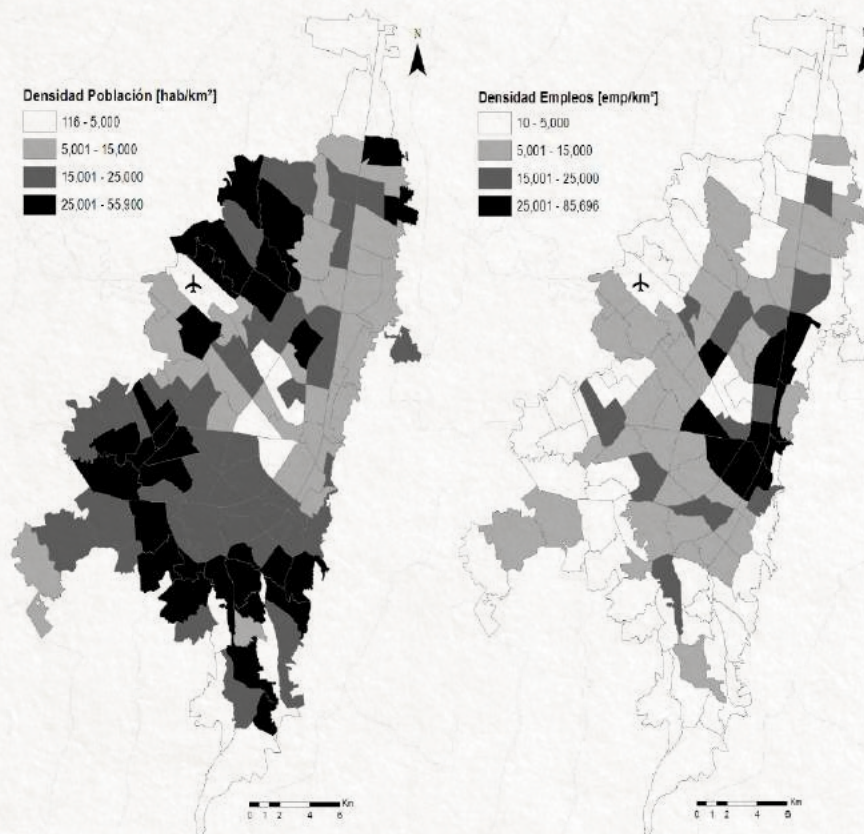 N
Densidad Población [hab/km²]
116 - 5,000
5,001 - 15,000
15,001 - 25,000
25,001 - 55,900
Km
0 1 2 4 6
N
Densidad Empleos [emp/km²]
10 - 5,000
5,001 - 15,000
15,001 - 25,000
25,001 - 85,696
Km
0 1 2 4 6